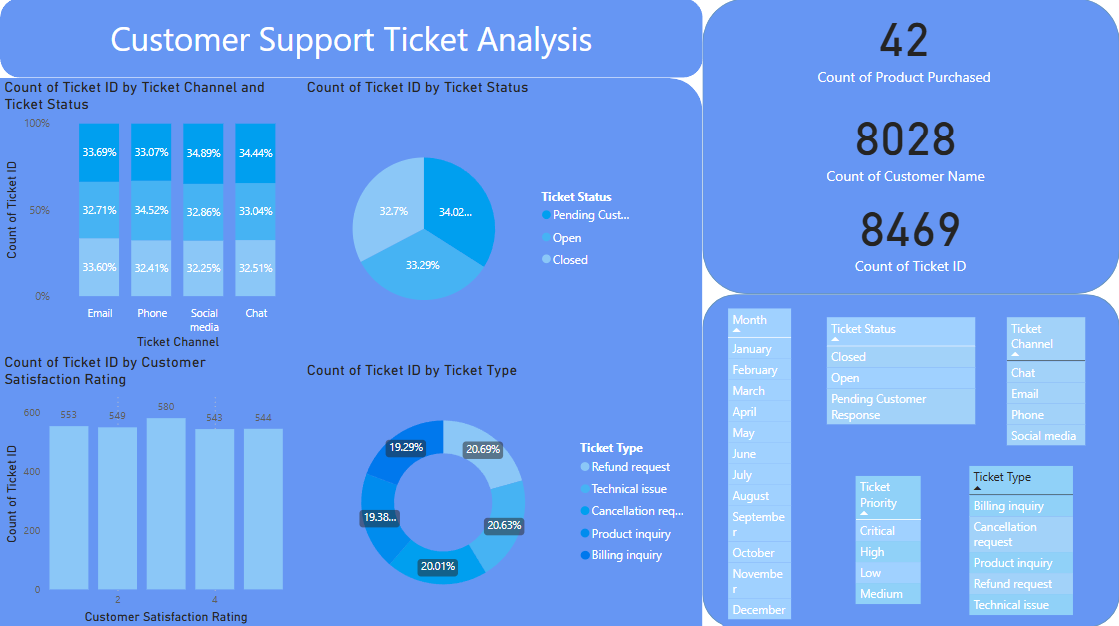 Customer Support Ticket Analysis
Count of Ticket ID by Ticket Channel and
Ticket Status
Count of Ticket ID
100%
50%
0%
33.69%
33.07%
34.89%
34.44%
32.71%
34.52%
32.86%
33.04%
33.60%
32.41%
32.25%
32.51%
Email
Phone
Social
media
Chat
Ticket Channel
Count of Ticket ID by Ticket Status
32.7%
34.02...
33.29%
Ticket Status
Pending Cust...
Open
Closed
Count of Ticket ID by Customer
Satisfaction Rating
Count of Ticket ID
600
400
200
0
553
549
580
543
544
2
4
Customer Satisfaction Rating
Count of Ticket ID by Ticket Type
19.29%
20.69%
19.38...
20.63%
20.01%
Ticket Type
Refund request
Technical issue
Cancellation req...
Product inquiry
Billing inquiry
42
Count of Product Purchased
8028
Count of Customer Name
8469
Count of Ticket ID
Month
January
February
March
April
May
June
July
August
Septembe
r
October
Novembe
r
December
Ticket Status
Closed
Open
Pending Customer
Response
Ticket
Channel
Chat
Email
Phone
Social media
Ticket
Priority
Critical
High
Low
Medium
Ticket Type
Billing inquiry
Cancellation
request
Product inquiry
Refund request
Technical issue